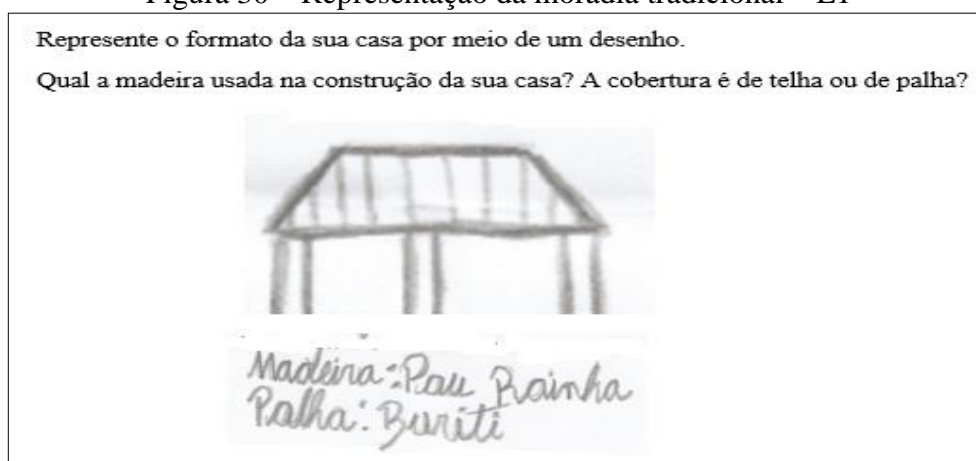 Figura 30 – Representação da moradia tradicional – E1
Represente o formato da sua casa por meio de um desenho.
Qual a madeira usada na construção da sua casa? A cobertura é de telha ou de palha?
Madeira: Pau Rainha
Palha: Buriti